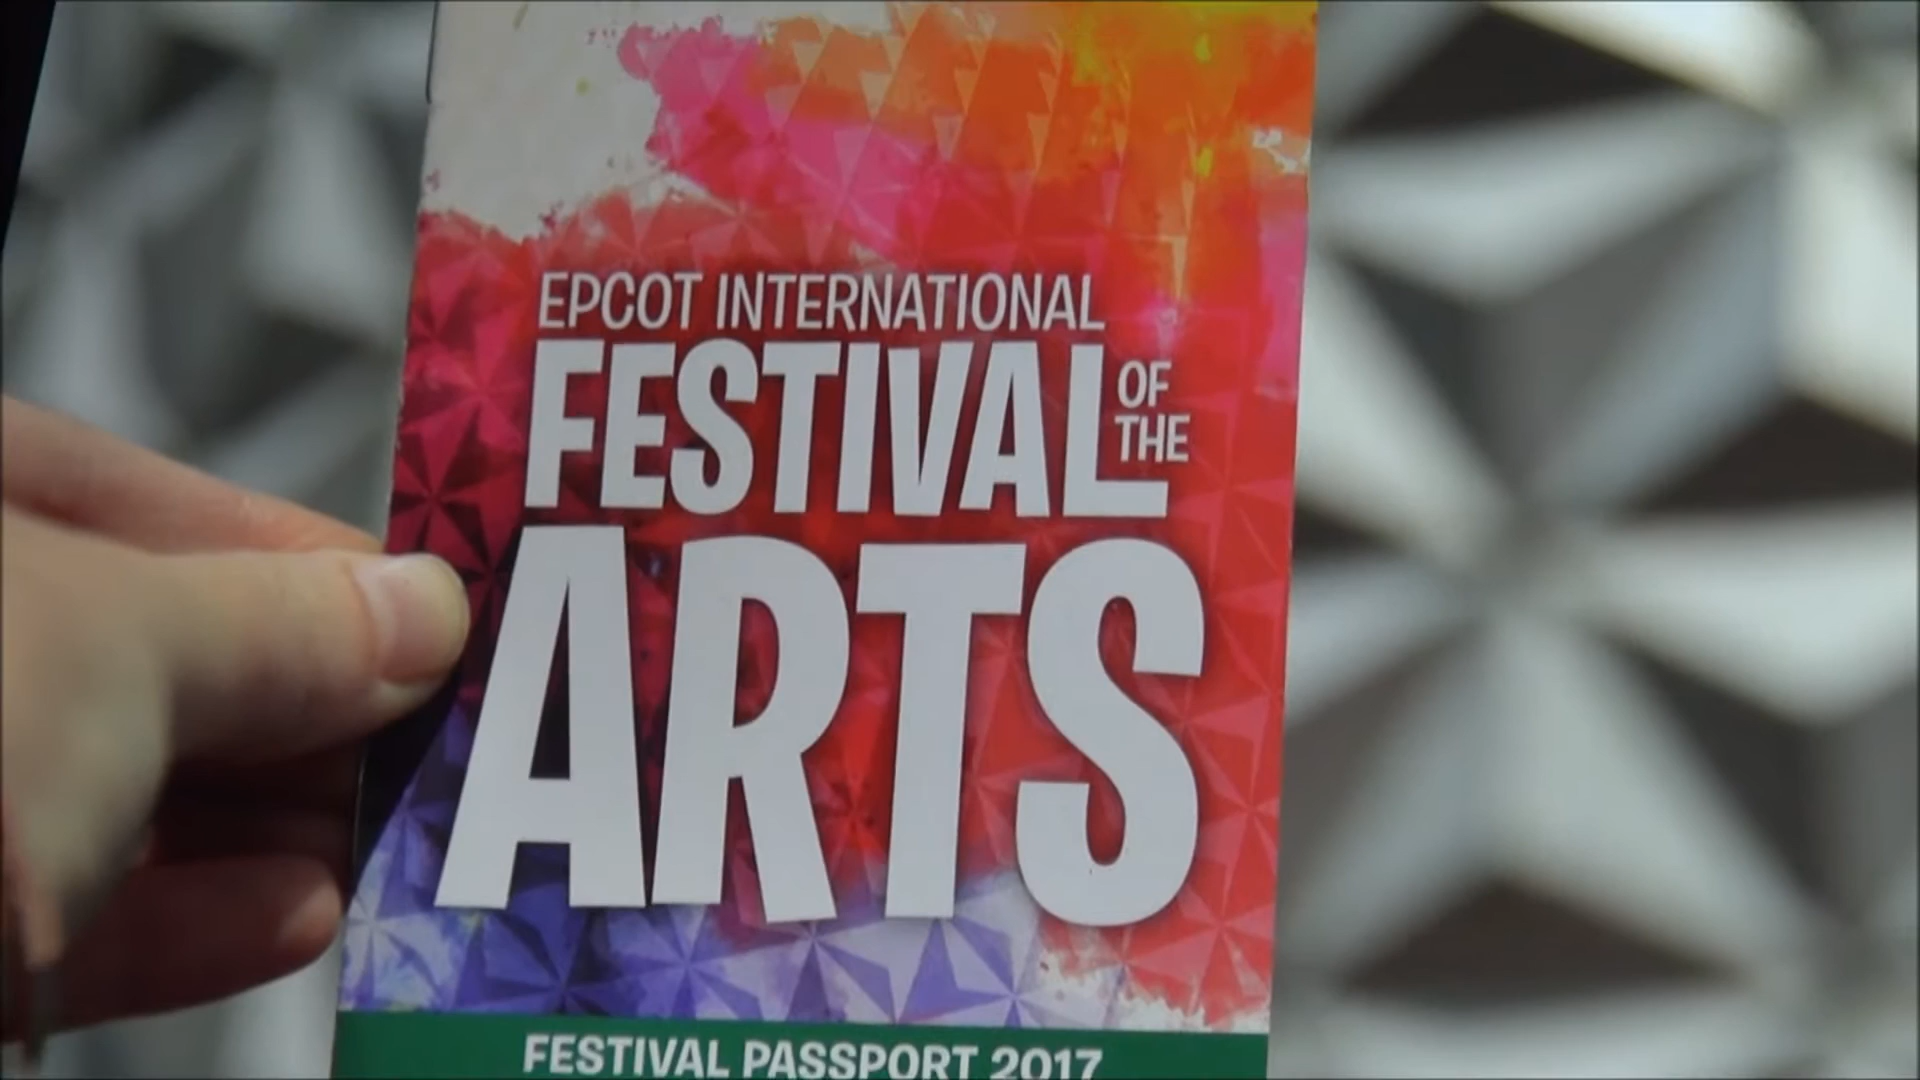 EPCOT INTERNATIONAL
FESTIVAL OF THE
ARTS
FESTIVAL PASSPORT 2017